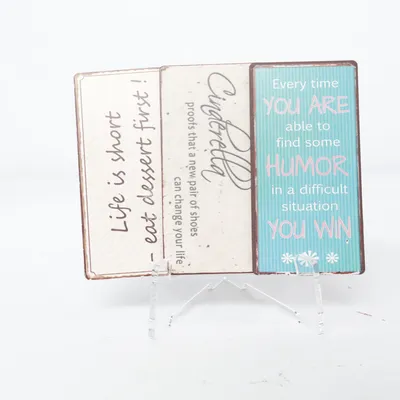 Life is short
- eat dessert first!
Cinderella
proofs that a new pair of shoes
can change your life
Every time
YOU ARE
able to
find some
HUMOR
in a difficult
situation
YOU WIN